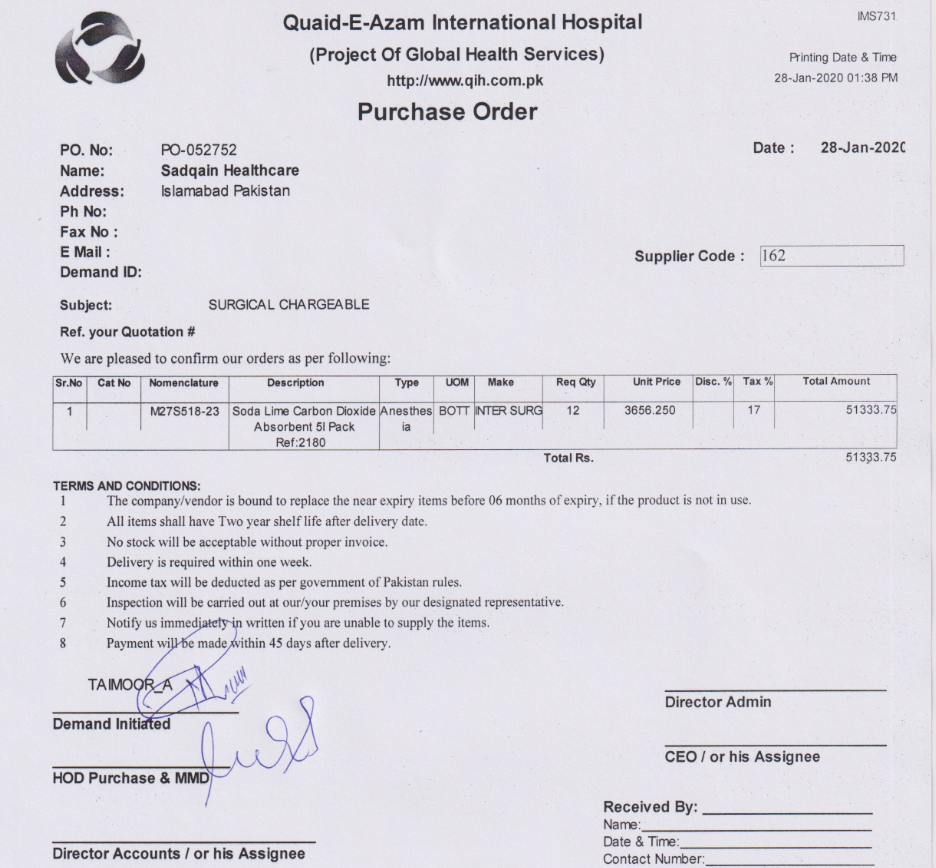 IMS731
Quaid-E-Azam International Hospital
(Project Of Global Health Services)
http://www.qih.com.pk
Printing Date & Time
28-Jan-2020 01:38 PM
Purchase Order
PO. No: PO-052752
Date : 28-Jan-2020
Name: Sadqain Healthcare
Address: Islamabad Pakistan
Ph No:
Fax No :
E Mail :
Supplier Code : 162
Demand ID:
Subject: SURGICAL CHARGEABLE
Ref. your Quotation #
We are pleased to confirm our orders as per following:
Sr.No Cat No Nomenclature Description Type UOM Make Req Qty Unit Price Disc. % Tax % Total Amount
1 M27S518-23 Soda Lime Carbon Dioxide Anesthes BOTT INTER SURG 12 3656.250 17 51333.75
Absorbent 5l Pack ia
Ref:2180
Total Rs. 51333.75
TERMS AND CONDITIONS:
1 The company/vendor is bound to replace the near expiry items before 06 months of expiry, if the product is not in use.
2 All items shall have Two year shelf life after delivery date.
3 No stock will be acceptable without proper invoice.
4 Delivery is required within one week.
5 Income tax will be deducted as per government of Pakistan rules.
6 Inspection will be carried out at our/your premises by our designated representative.
7 Notify us immediately in written if you are unable to supply the items.
8 Payment will be made within 45 days after delivery.
TAIMOOR_A
Demand Initiated
Director Admin
HOD Purchase & MMD
CEO / or his Assignee
Director Accounts / or his Assignee
Received By:
Name:
Date & Time:
Contact Number: